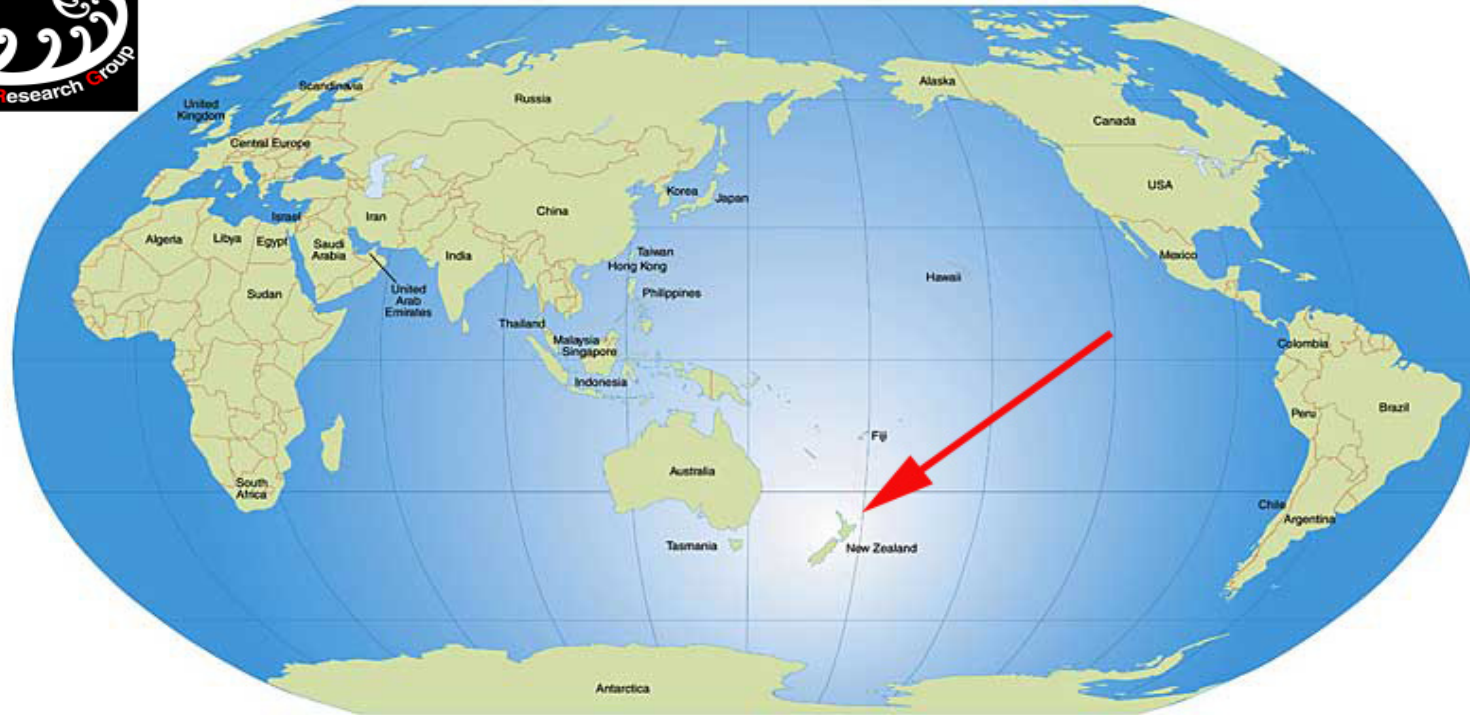 Research Group
Scandinavia
Russia
Alaska
United
Kingdom
Canada
Central Europe
USA
Korea
Japan
China
Israel
Iran
Algeria
Libya
Egypt
Saudi
Arabia
India
Taiwan
Hong Kong
Mexico
Hawaii
Sudan
United
Arab
Emirates
Philippines
Thailand
Malaysia
Singapore
Colombia
Indonesia
Peru
Brazil
Fiji
Australia
South
Africa
Chile
Argentina
Tasmania
New Zealand
Antarctica